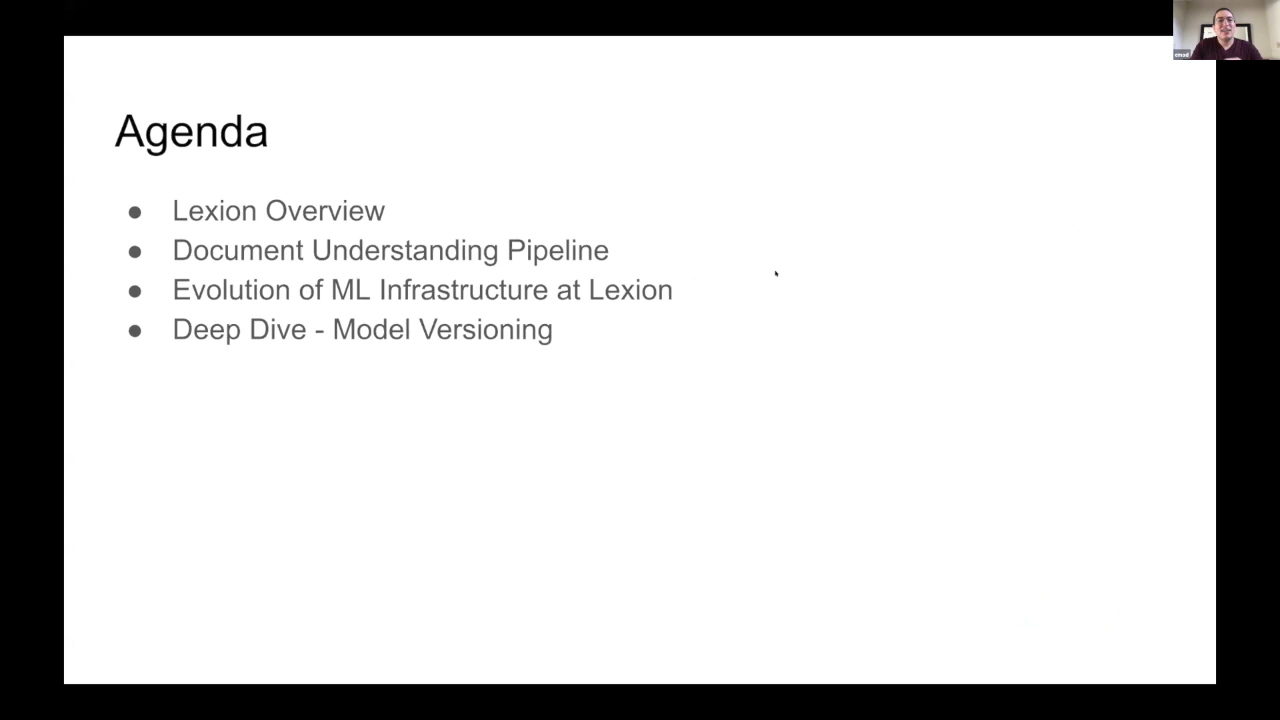 Agenda
● Lexion Overview
● Document Understanding Pipeline
● Evolution of ML Infrastructure at Lexion
● Deep Dive - Model Versioning